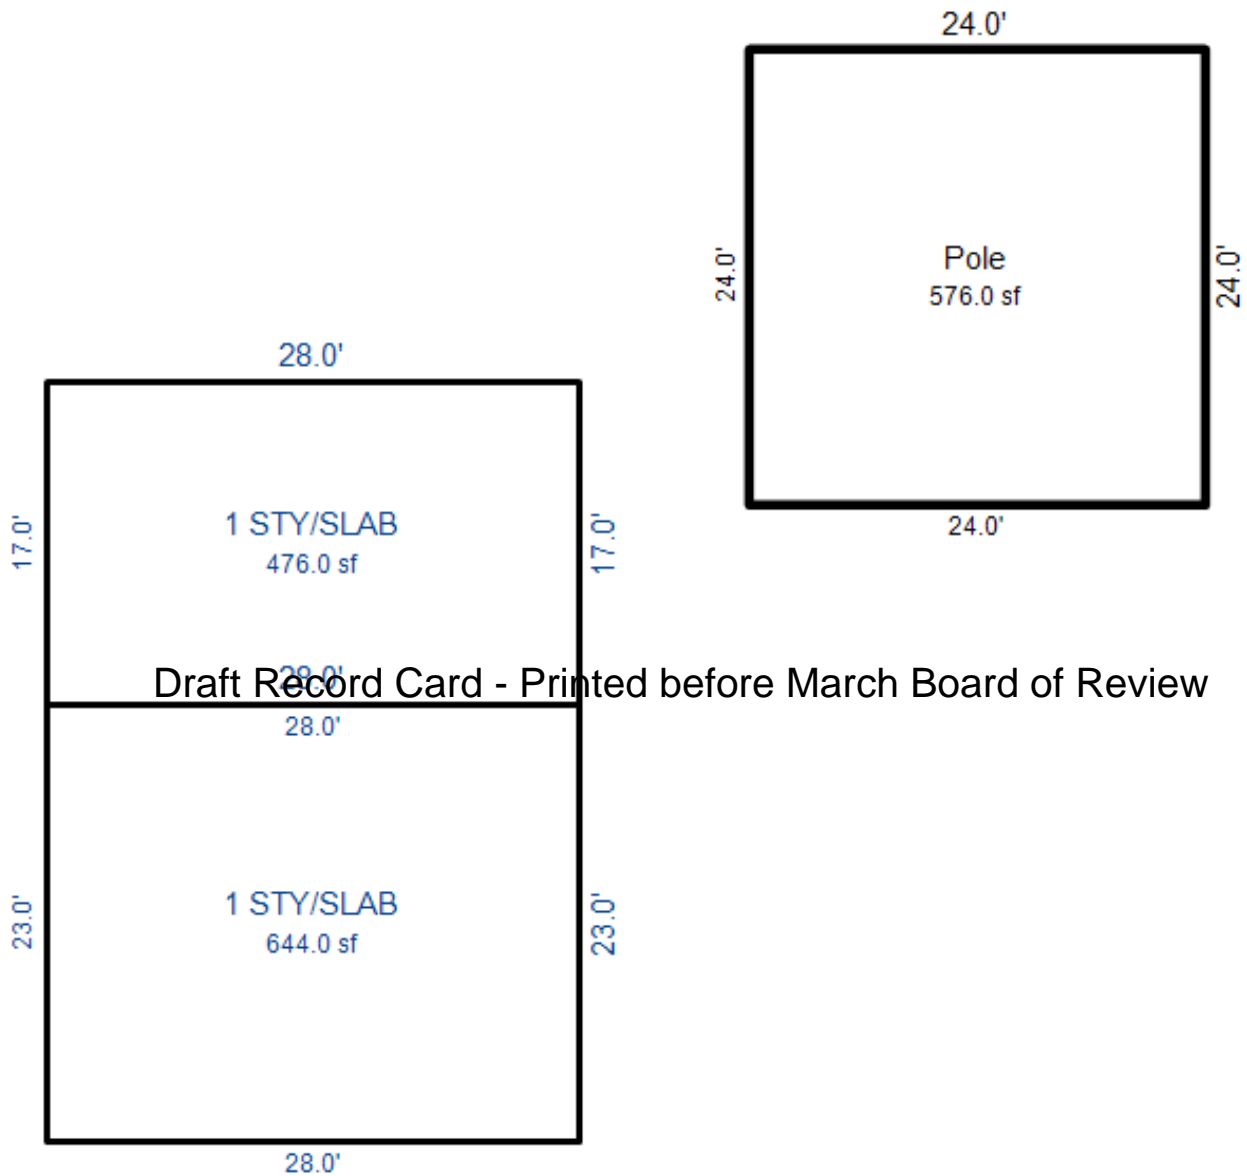 24.0'
24.0'
Pole
576.0 sf
24.0'
24.0'
28.0'
17.0'
1 STY/SLAB
476.0 sf
17.0'
28.0'
Draft Record Card - Printed before March Board of Review
28.0'
23.0'
1 STY/SLAB
644.0 sf
23.0'
28.0'